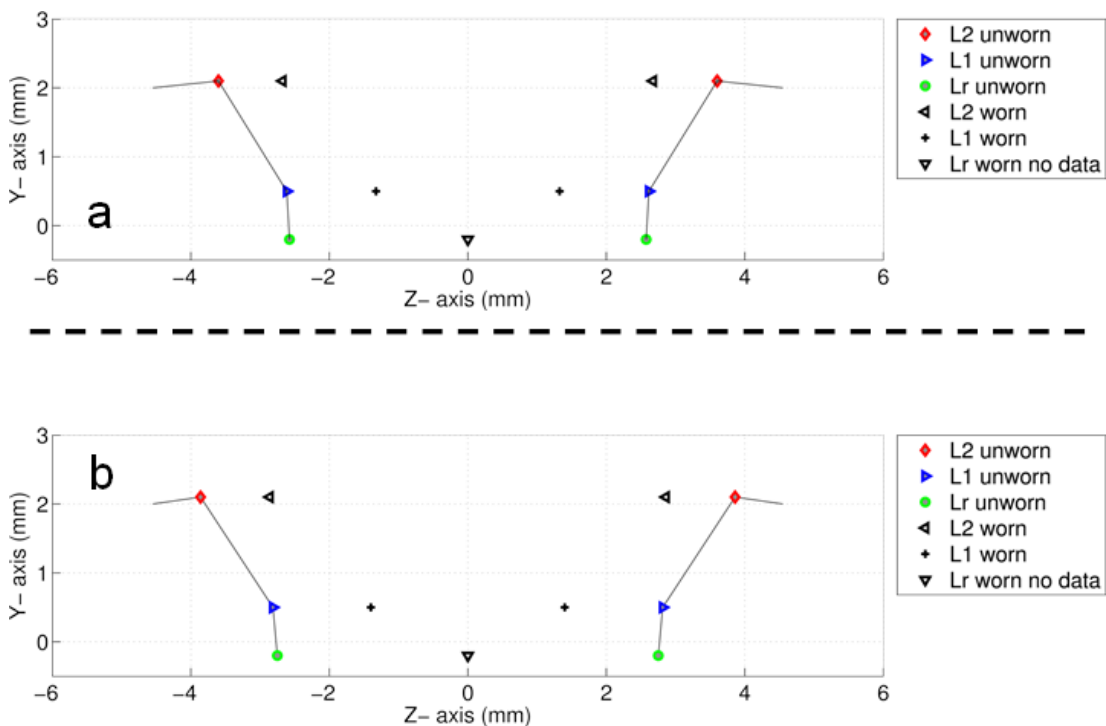 3
2
1
0
Y- axis (mm)
a
−6
−4
−2
0
2
4
6
Z- axis (mm)
L2 unworn
L1 unworn
Lr unworn
L2 worn
L1 worn
Lr worn no data
3
2
1
0
Y- axis (mm)
b
−6
−4
−2
0
2
4
6
Z- axis (mm)
L2 unworn
L1 unworn
Lr unworn
L2 worn
L1 worn
Lr worn no data